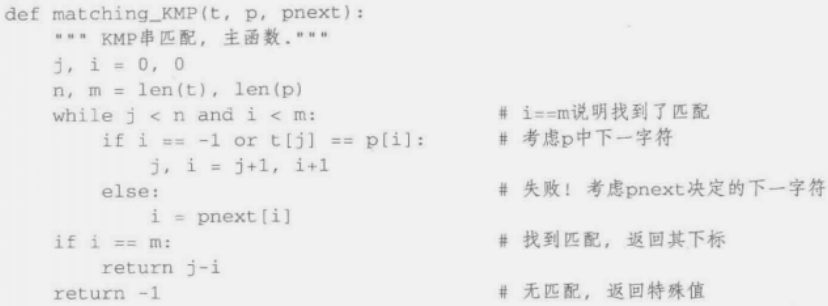 def matching_KMP(t, p, pnext):
    """ KMP串匹配, 主函数."""
    j, i = 0, 0
    n, m = len(t), len(p)
    while j < n and i < m:                  # i==m说明找到了匹配
        if i == -1 or t[j] == p[i]:         # 考虑p中下一字符
            j, i = j+1, i+1
        else:                               # 失败! 考虑pnext决定的下一字符
            i = pnext[i]
    if i == m:                              # 找到匹配, 返回其下标
        return j-i
    return -1                               # 无匹配, 返回特殊值